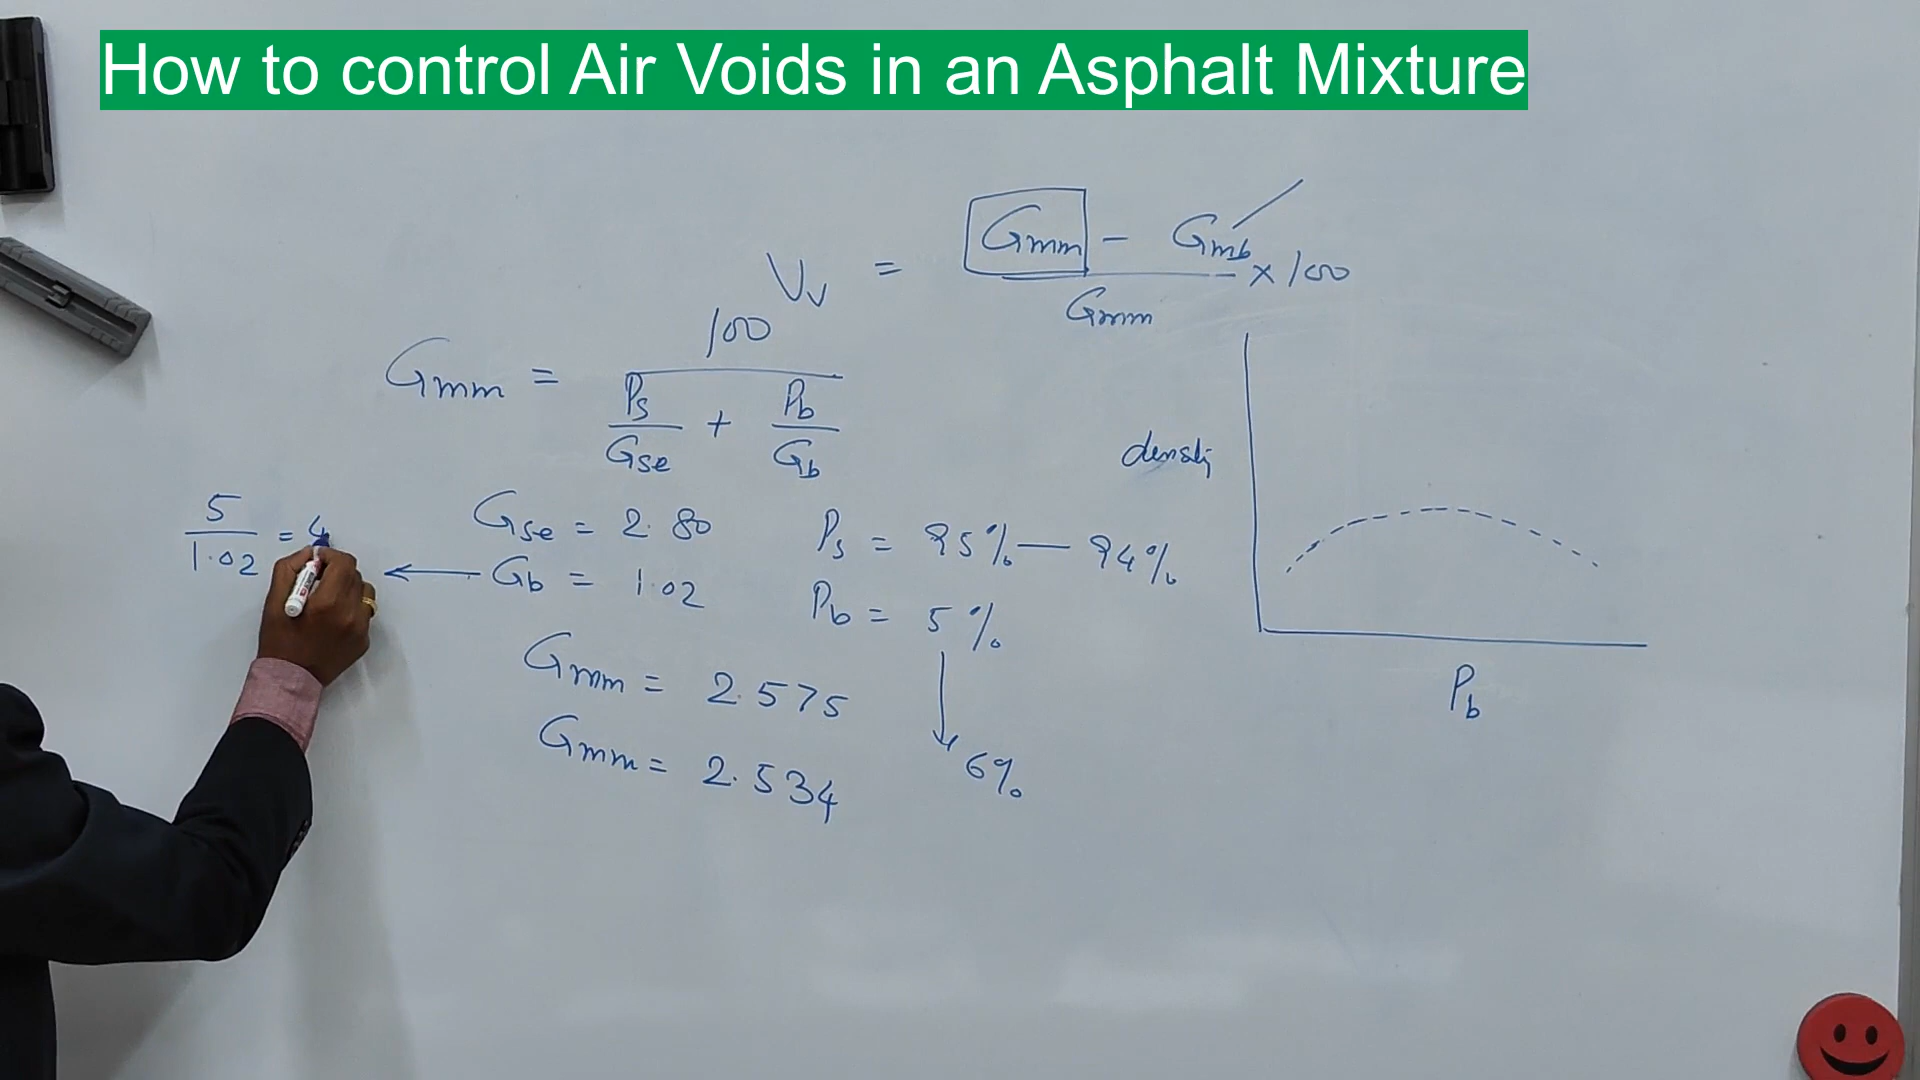 How to control Air Voids in an Asphalt Mixture
Vv = Gmm - Gmb / Gmm × 100
Gmm = 100 / Ps/Gse + Pb/Gb
density
5/1.02 = 4
Gse = 2.80
Ps = 95% — 94%
← Gb = 1.02
Pb = 5%
Gmm = 2.575
↓ 6%
Gmm = 2.534
Pb